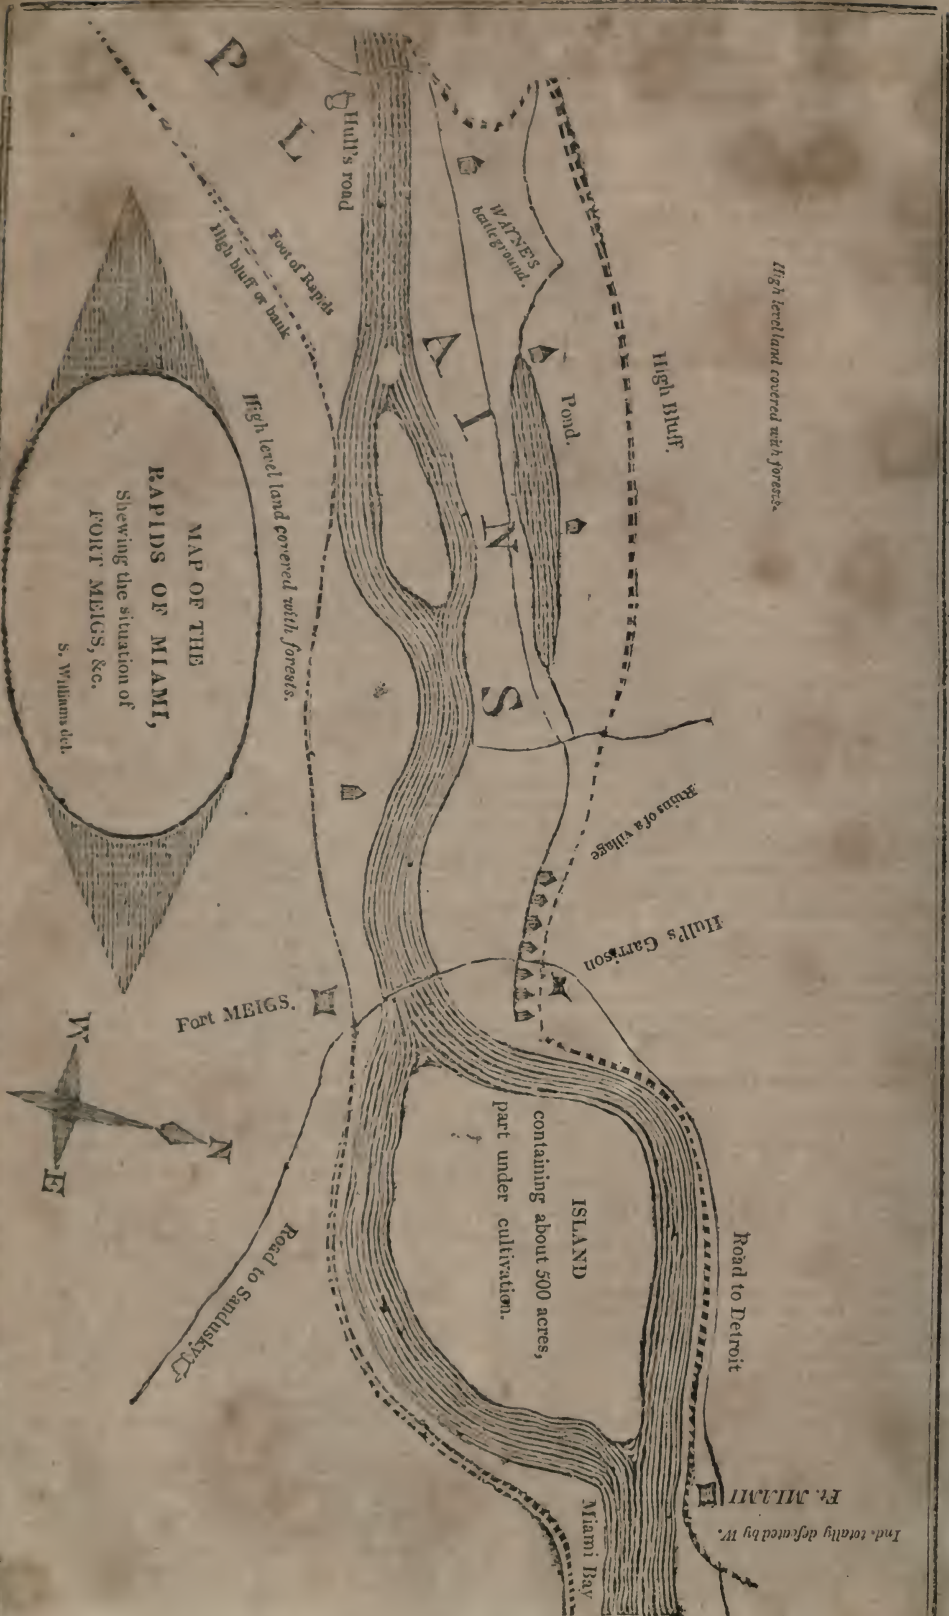 MAP OF THE
RAPIDS OF MIAMI,
Shewing the situation of
FORT MEIGS, &c.
S. Williams del.
High level land covered with forests.
High Bluff.
Pond.
WAYNE'S
battleground.
PLAINS
Hull's road
Foot of Rapids
High bluff or bank
High level land covered with forests.
Ruins of a village
Hull's Garrison
Fort MEIGS.
Road to Sandusky
ISLAND
containing about 500 acres,
part under cultivation.
Road to Detroit
Ft. MIAMI
Ind. totally defeated by W.
Miami Bay
W
N
E